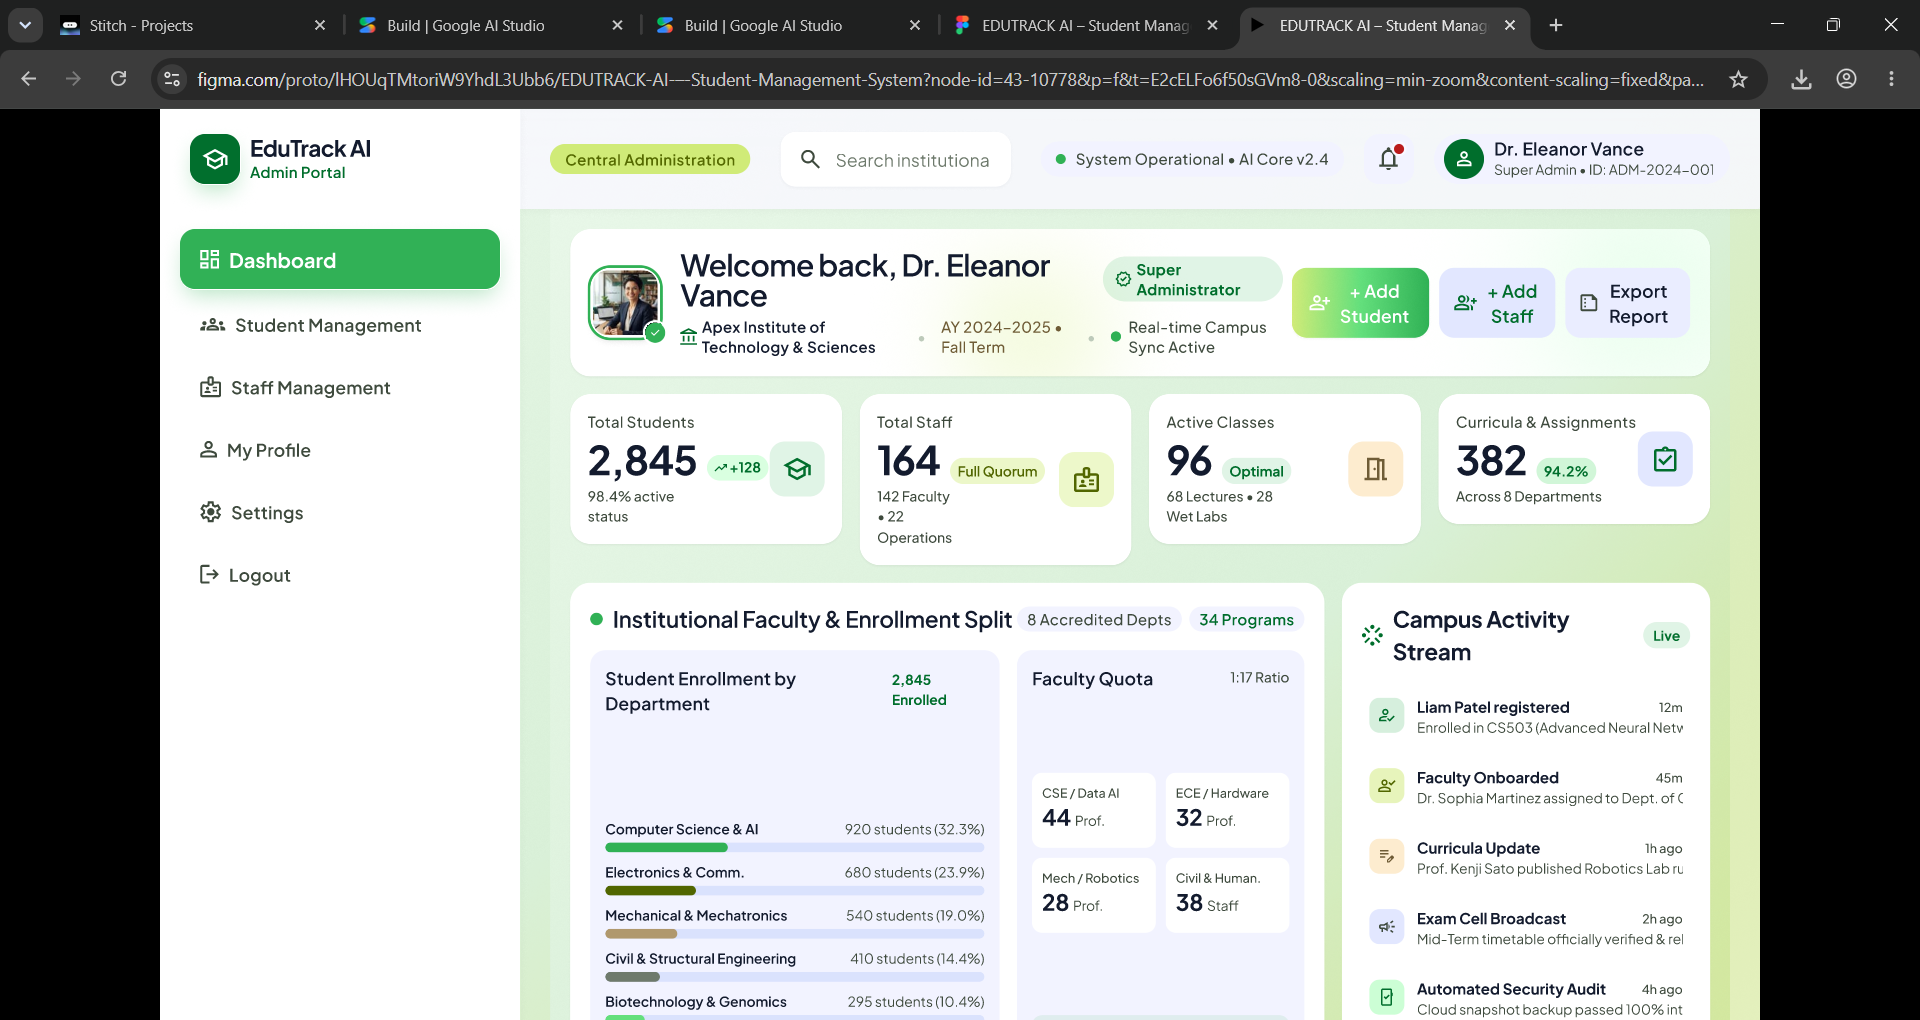 Stitch - Projects
Build | Google AI Studio
Build | Google AI Studio
EDUTRACK AI – Student Manag
EDUTRACK AI – Student Manag
figma.com/proto/lHOUqTMtoriW9YhdL3Ubb6/EDUTRACK-AI-–-Student-Management-System?node-id=43-10778&p=f&t=E2cELFo6f50sGVm8-0&scaling=min-zoom&content-scaling=fixed&pa...
EduTrack AI
Admin Portal
Central Administration
Search institutiona
System Operational • AI Core v2.4
Dr. Eleanor Vance
Super Admin • ID: ADM-2024-001
Dashboard
Student Management
Staff Management
My Profile
Settings
Logout
Welcome back, Dr. Eleanor
Vance
Super
Administrator
Apex Institute of
Technology & Sciences
AY 2024–2025 •
Fall Term
Real-time Campus
Sync Active
+ Add
Student
+ Add
Staff
Export
Report
Total Students
2,845
+128
98.4% active
status
Total Staff
164
Full Quorum
142 Faculty
• 22
Operations
Active Classes
96
Optimal
68 Lectures • 28
Wet Labs
Curricula & Assignments
382
94.2%
Across 8 Departments
Institutional Faculty & Enrollment Split
8 Accredited Depts
34 Programs
Student Enrollment by
Department
2,845
Enrolled
Computer Science & AI
920 students (32.3%)
Electronics & Comm.
680 students (23.9%)
Mechanical & Mechatronics
540 students (19.0%)
Civil & Structural Engineering
410 students (14.4%)
Biotechnology & Genomics
295 students (10.4%)
Faculty Quota
1:17 Ratio
CSE / Data AI
44 Prof.
ECE / Hardware
32 Prof.
Mech / Robotics
28 Prof.
Civil & Human.
38 Staff
Campus Activity
Stream
Live
Liam Patel registered
12m
Enrolled in CS503 (Advanced Neural Netw
Faculty Onboarded
45m
Dr. Sophia Martinez assigned to Dept. of C
Curricula Update
1h ago
Prof. Kenji Sato published Robotics Lab ru
Exam Cell Broadcast
2h ago
Mid-Term timetable officially verified & rel
Automated Security Audit
4h ago
Cloud snapshot backup passed 100% int